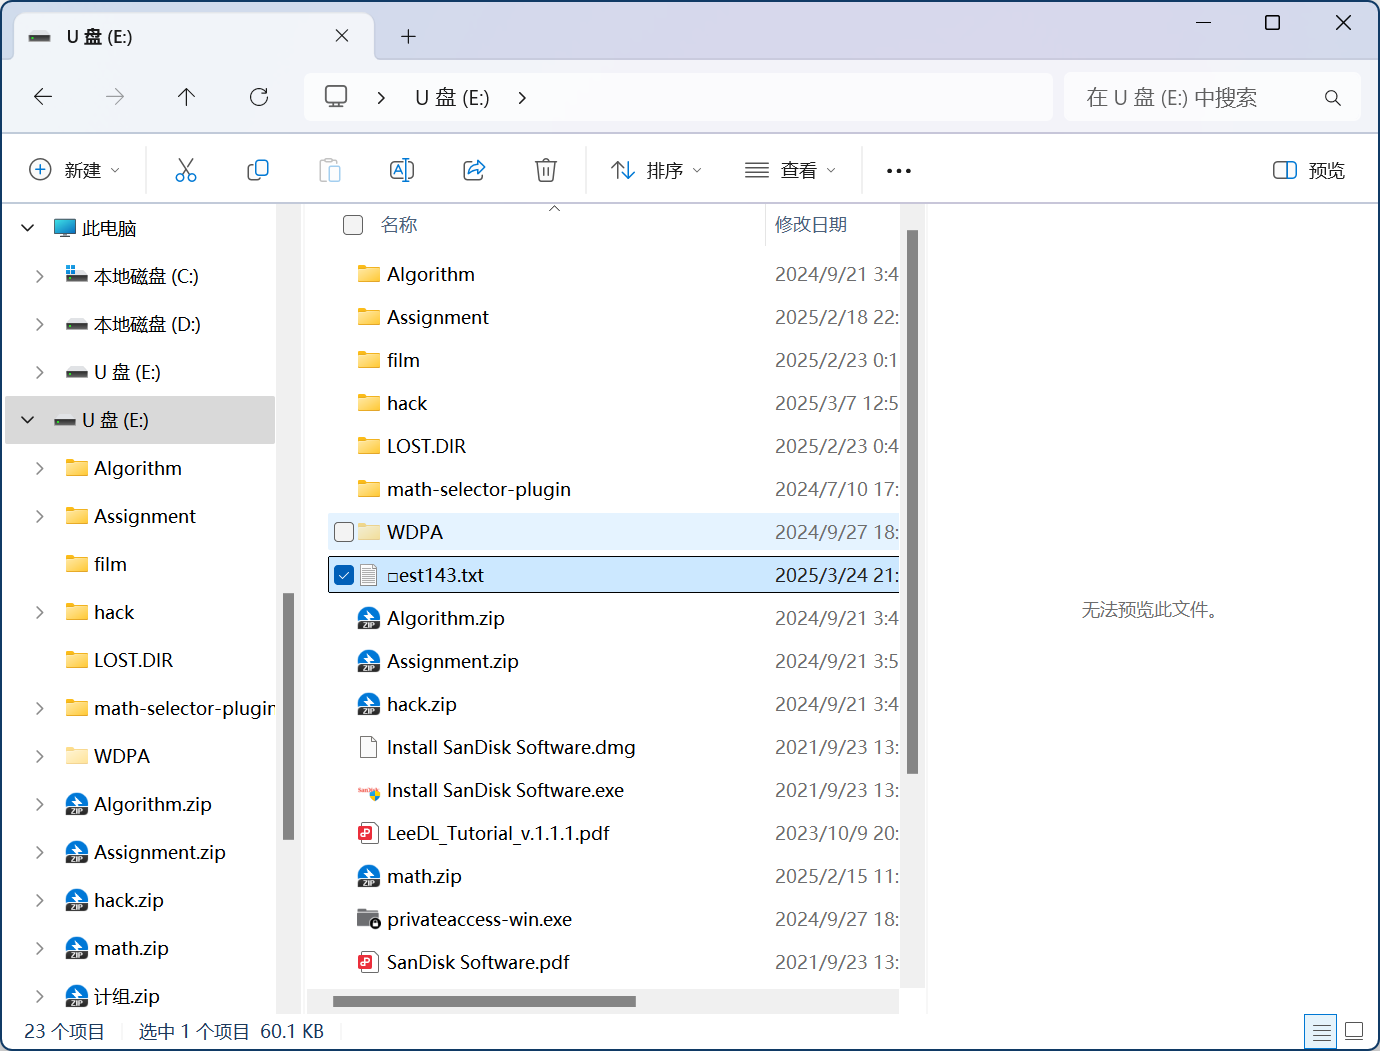 U 盘 (E:)
U 盘 (E:)
在 U 盘 (E:) 中搜索
新建
排序
查看
预览
此电脑
本地磁盘 (C:)
本地磁盘 (D:)
U 盘 (E:)
U 盘 (E:)
Algorithm
Assignment
film
hack
LOST.DIR
math-selector-plugin
WDPA
Algorithm.zip
Assignment.zip
hack.zip
math.zip
计组.zip
名称 修改日期
Algorithm 2024/9/21 3:4
Assignment 2025/2/18 22:
film 2025/2/23 0:1
hack 2025/3/7 12:5
LOST.DIR 2025/2/23 0:4
math-selector-plugin 2024/7/10 17:
WDPA 2024/9/27 18:
□est143.txt 2025/3/24 21:
Algorithm.zip 2024/9/21 3:4
Assignment.zip 2024/9/21 3:5
hack.zip 2024/9/21 3:4
Install SanDisk Software.dmg 2021/9/23 13:
Install SanDisk Software.exe 2021/9/23 13:
LeeDL_Tutorial_v.1.1.1.pdf 2023/10/9 20:
math.zip 2025/2/15 11:
privateaccess-win.exe 2024/9/27 18:
SanDisk Software.pdf 2021/9/23 13:
无法预览此文件。
23 个项目 选中 1 个项目 60.1 KB